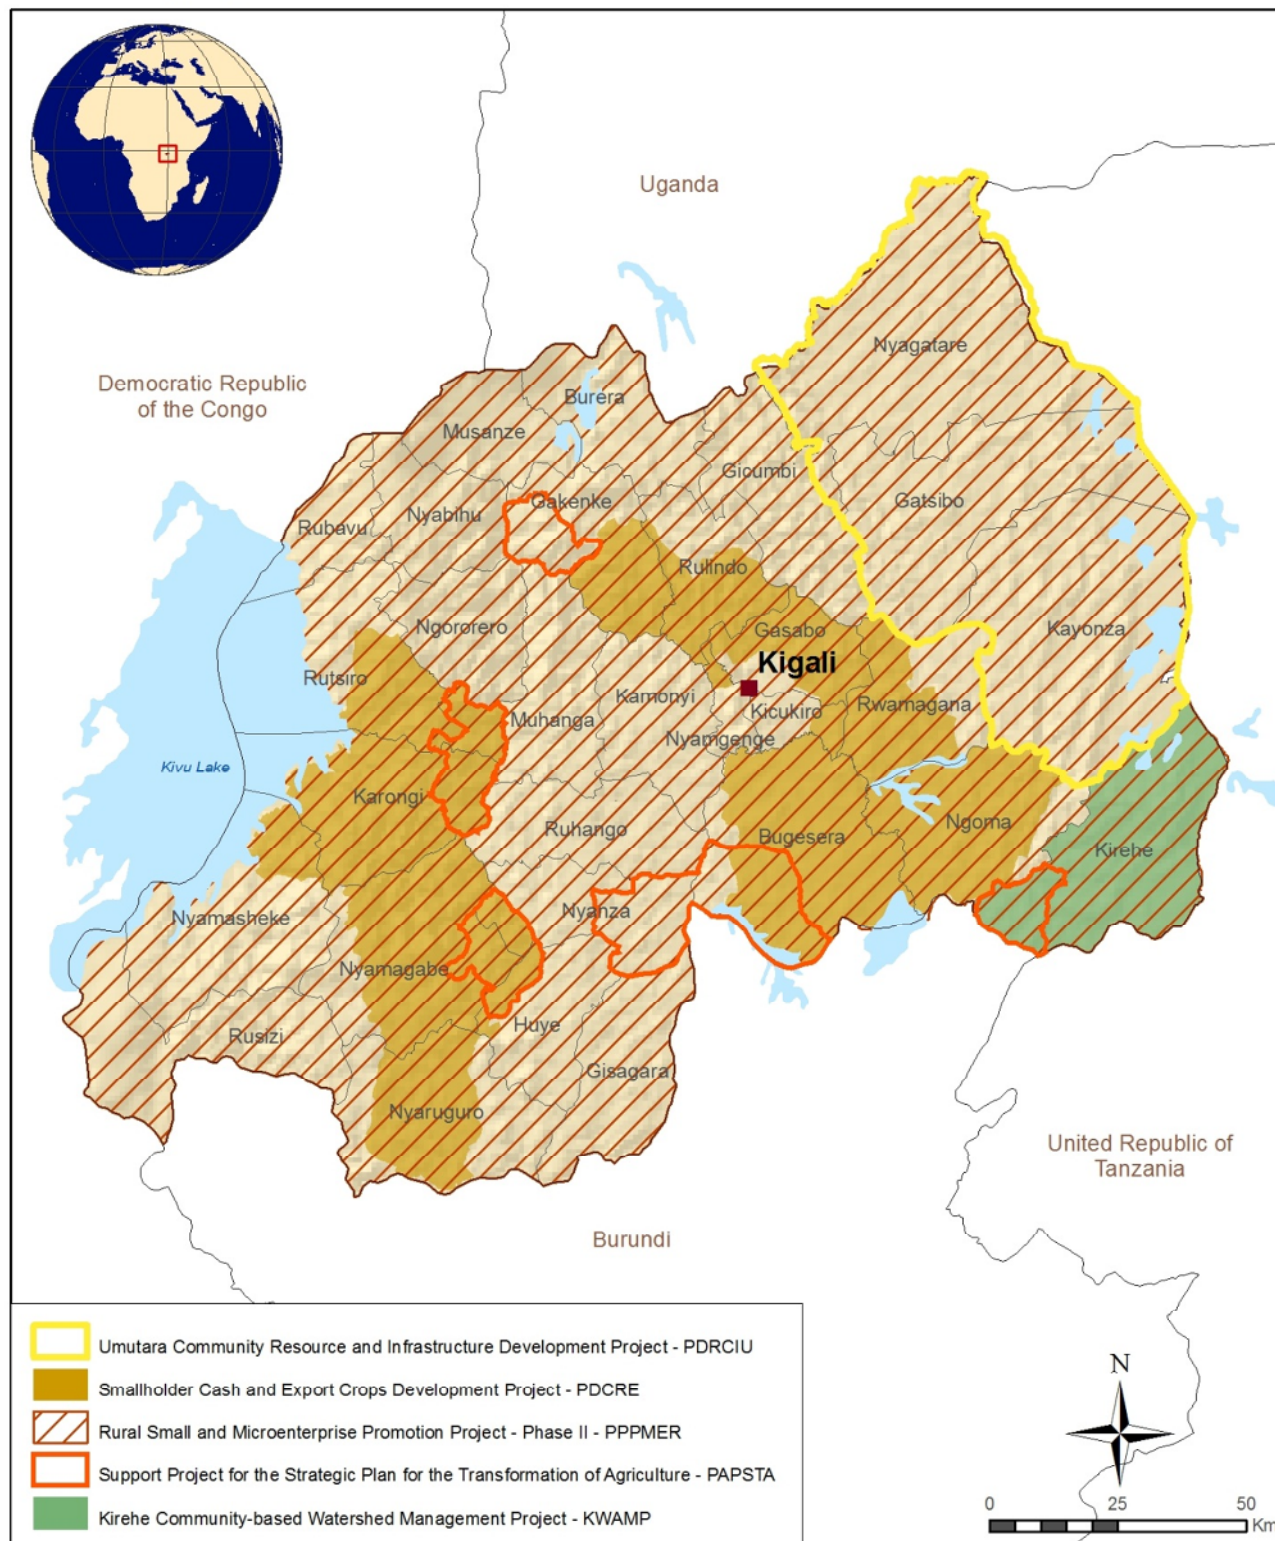 Uganda
Democratic Republic
of the Congo
Nyagatare
Burera
Musanze
Gicumbi
Gakenke
Gatsibo
Nyabihu
Rubavu
Rulindo
Ngororero
Gasabo
Kayonza
Kigali
Rutsiro
Kamonyi
Rwamagana
Muhanga
Kicukiro
Nyamgenge
Kivu Lake
Karongi
Ruhango
Bugesera
Ngoma
Kirehe
Nyamasheke
Nyanza
Nyamagabe
Huye
Rusizi
Gisagara
Nyaruguro
United Republic of
Tanzania
Burundi
Umutara Community Resource and Infrastructure Development Project - PDRCIU
Smallholder Cash and Export Crops Development Project - PDCRE
Rural Small and Microenterprise Promotion Project - Phase II - PPPMER
Support Project for the Strategic Plan for the Transformation of Agriculture - PAPSTA
Kirehe Community-based Watershed Management Project - KWAMP
N
0 25 50
Km